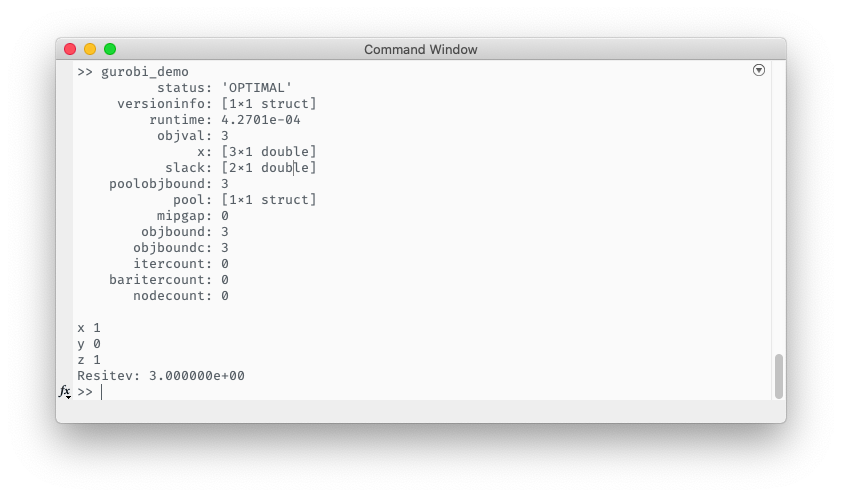 Command Window
>> gurobi_demo
status: 'OPTIMAL'
versioninfo: [1×1 struct]
runtime: 4.2701e-04
objval: 3
x: [3×1 double]
slack: [2×1 double]
poolobjbound: 3
pool: [1×1 struct]
mipgap: 0
objbound: 3
objboundc: 3
itercount: 0
baritercount: 0
nodecount: 0
x 1
y 0
z 1
Resitev: 3.000000e+00
fx >>